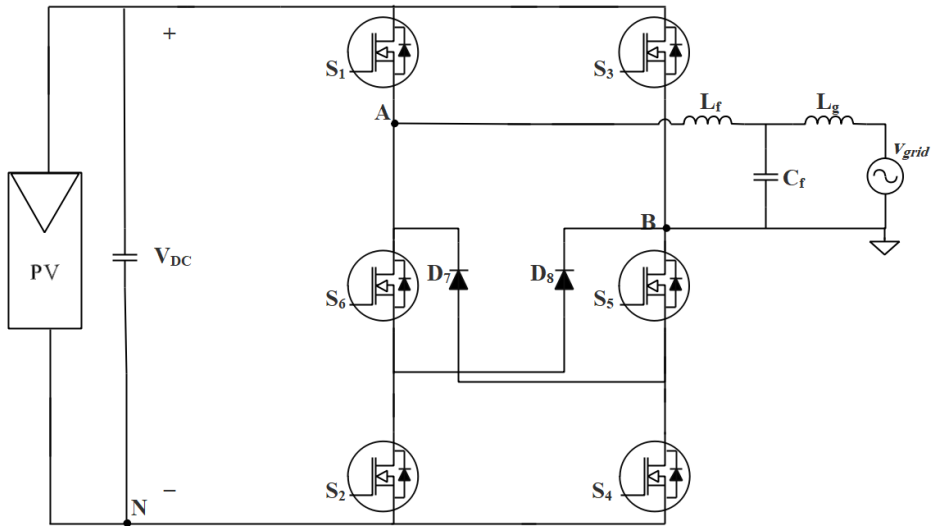 +
S1
S3
A
Lf
Lg
vgrid
Cf
B
VDC
PV
D7
D8
S6
S5
S2
S4
−
N